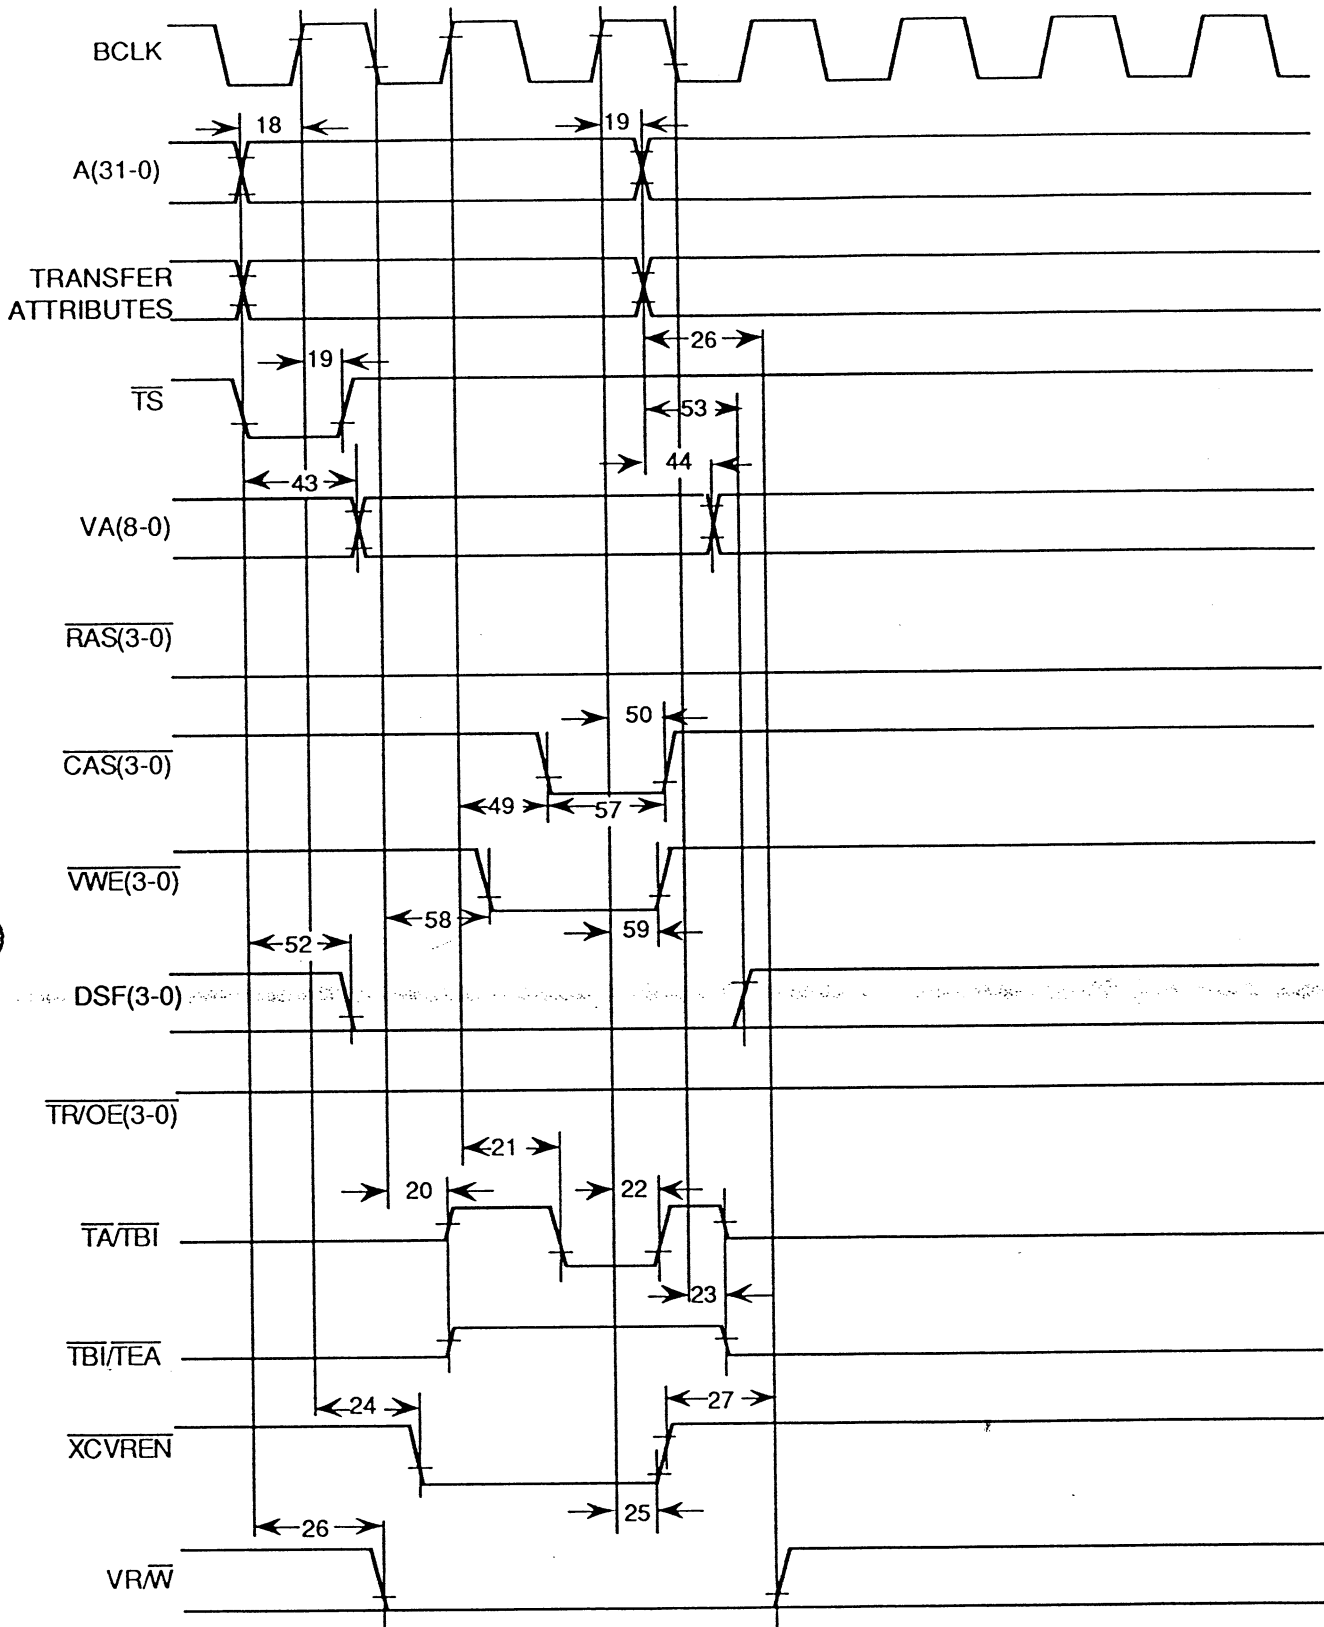 BCLK
18
19
A(31-0)
TRANSFER
ATTRIBUTES
26
19
TS
53
44
43
VA(8-0)
RAS(3-0)
50
CAS(3-0)
49
57
VWE(3-0)
58
59
52
DSF(3-0)
TR/OE(3-0)
21
20
22
TA/TBI
23
TBI/TEA
27
24
XCVREN
25
26
VR/W